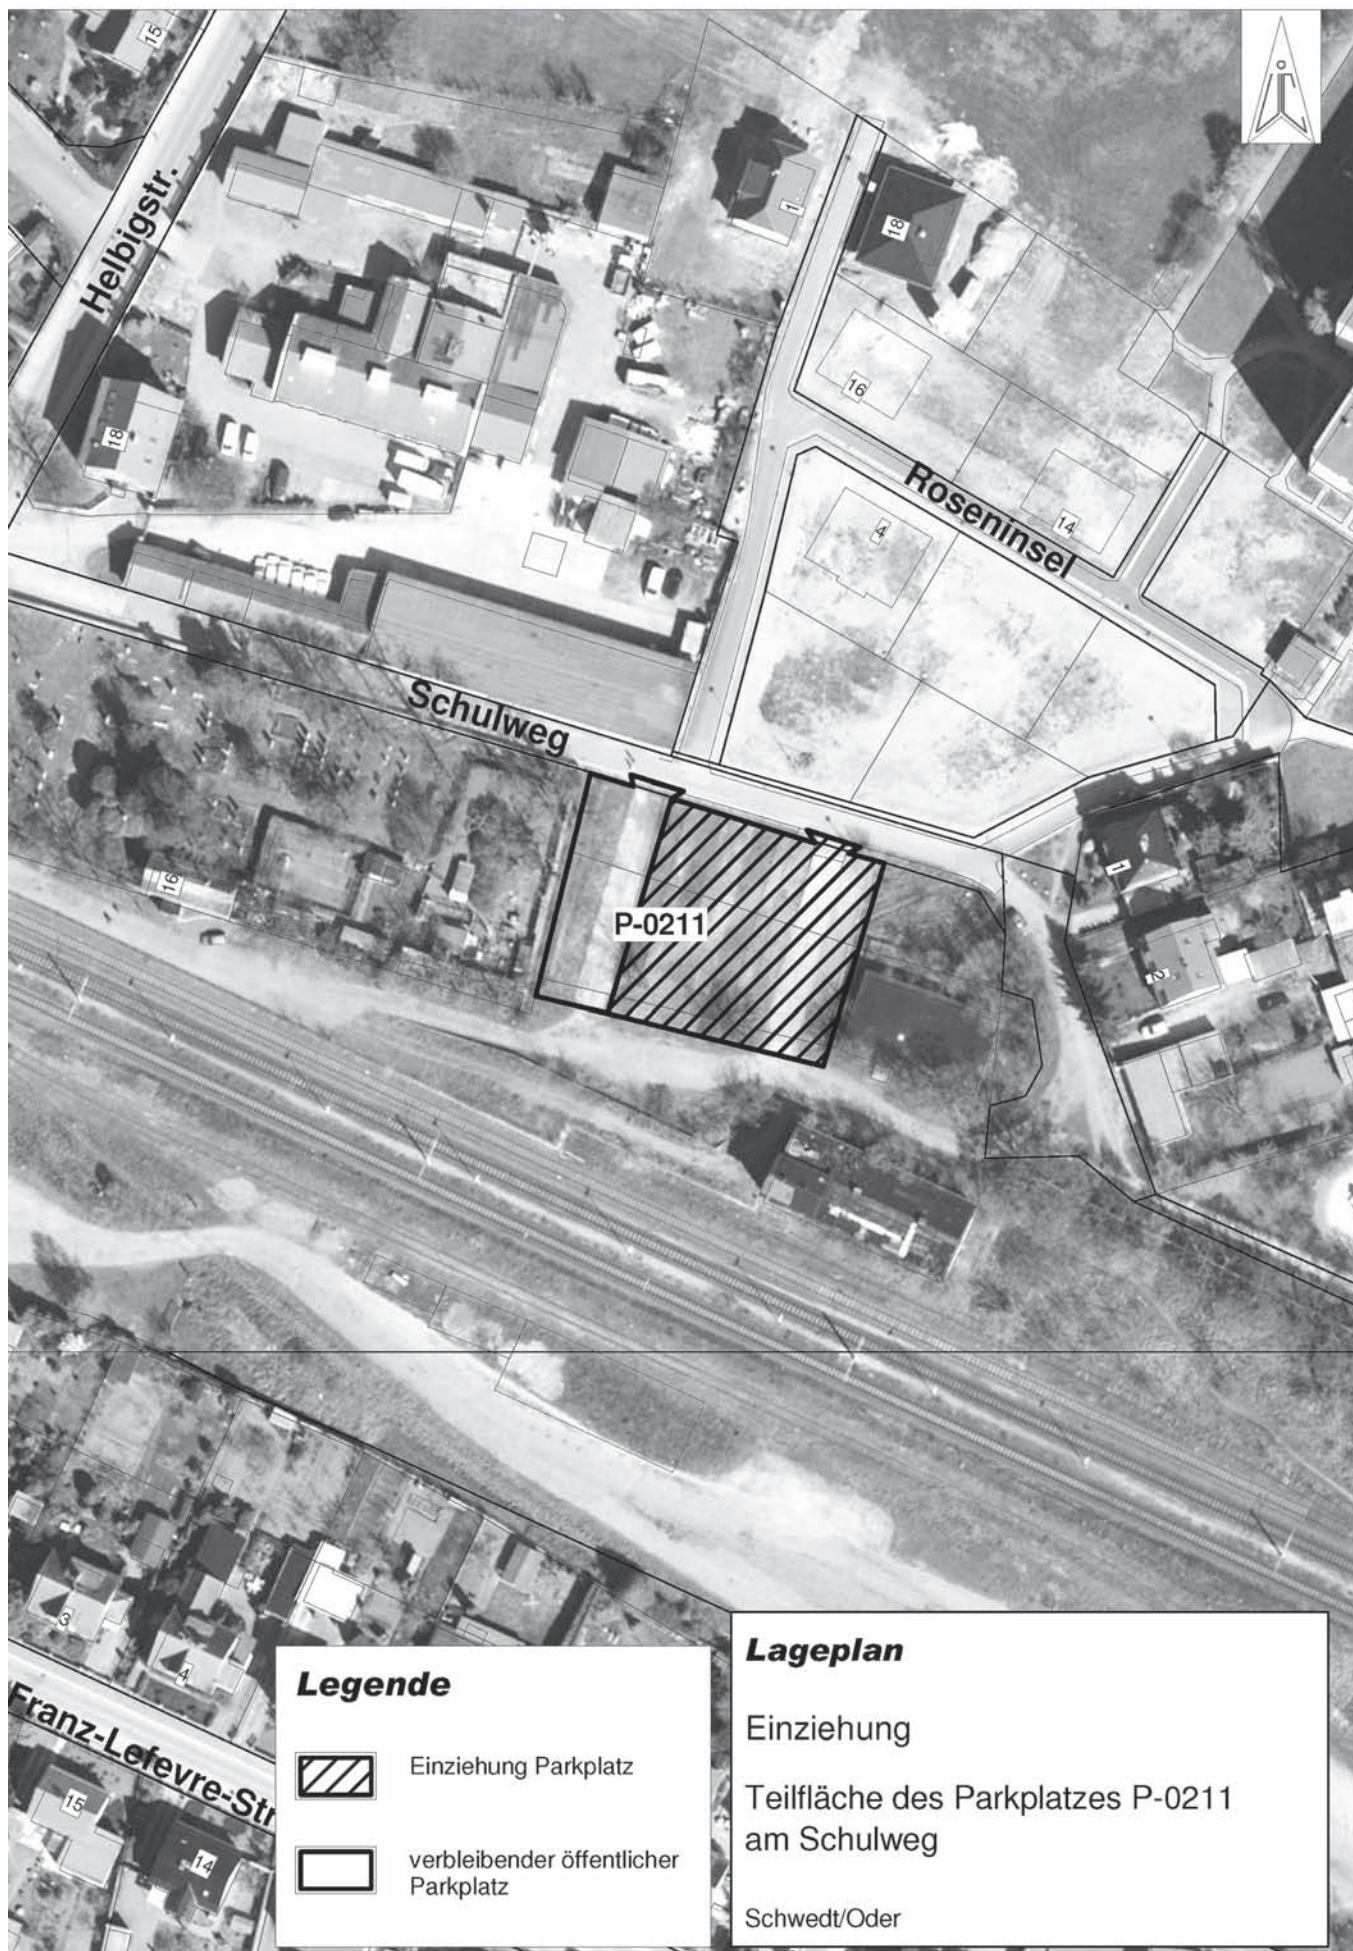 15
Helbigstr.
1
18
16
18
Roseninsel
4
14
Schulweg
1
16
P-0211
2
3
4
Franz-Lefevre-Str
15
14
Legende
Einziehung Parkplatz
verbleibender öffentlicher
Parkplatz
Lageplan
Einziehung
Teilfläche des Parkplatzes P-0211
am Schulweg
Schwedt/Oder